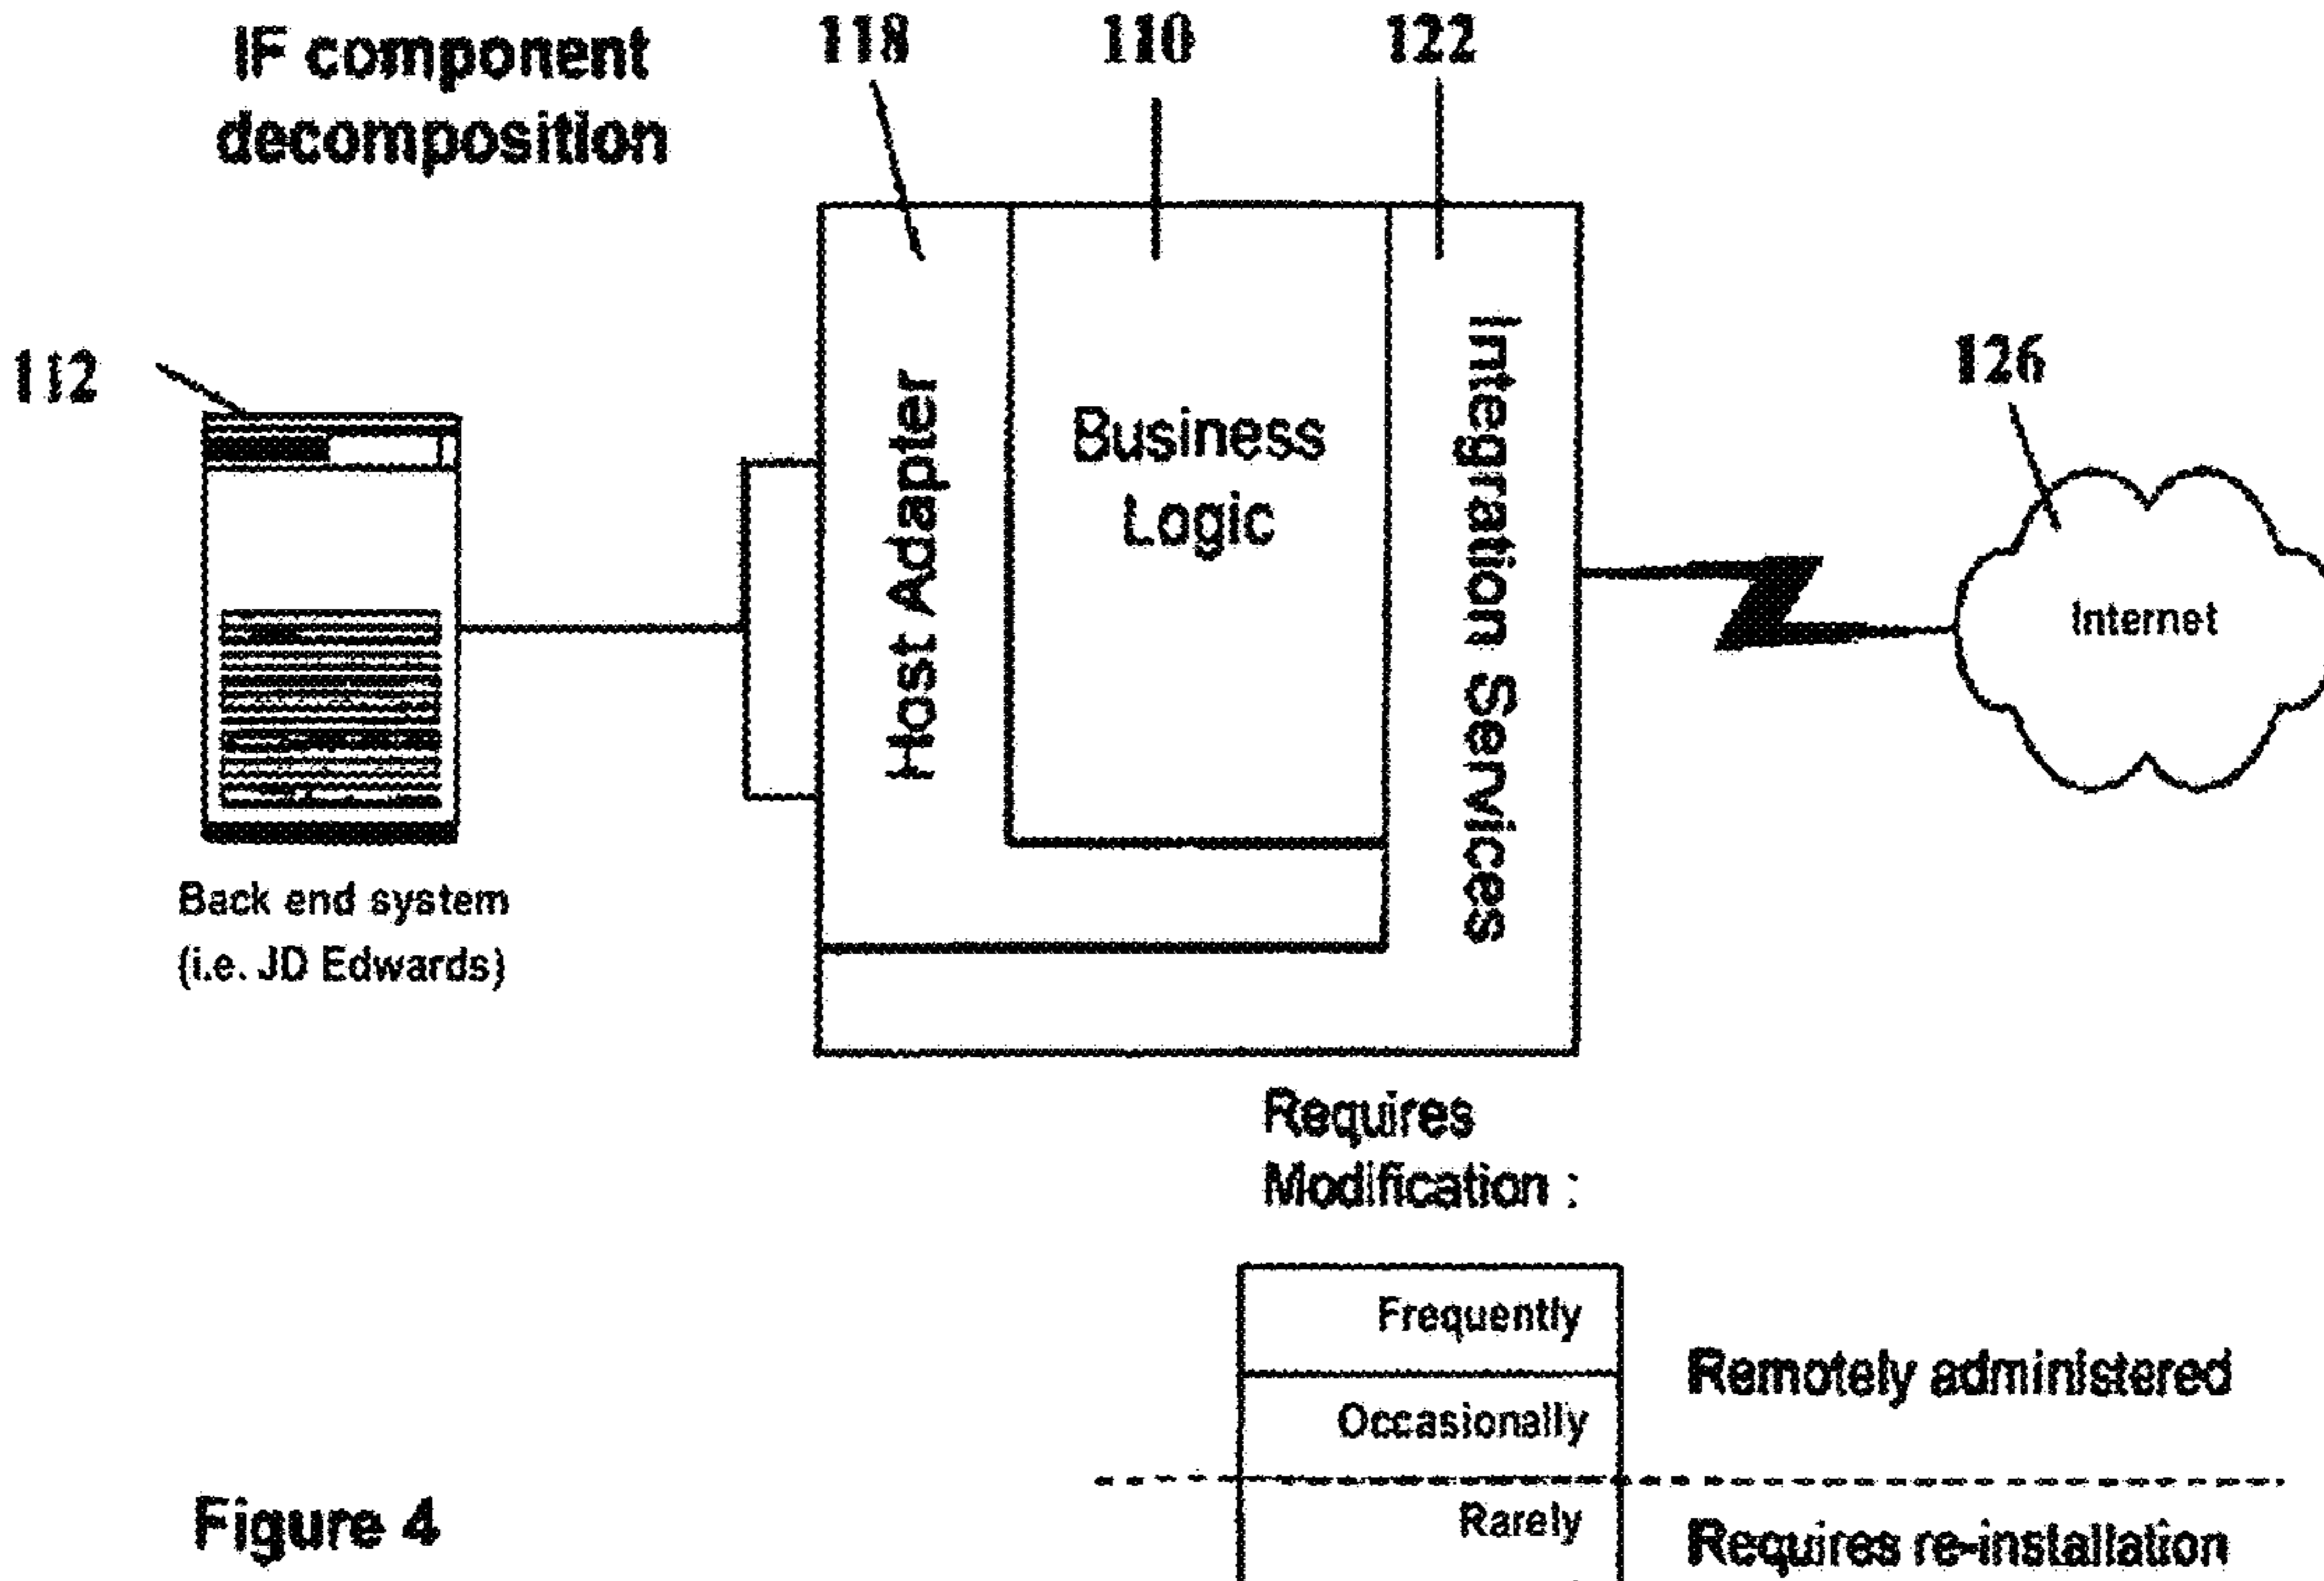 IF component
decomposition
118
110
122
112
126
Host Adapter
Business
Logic
Integration Services
Internet
Back end system
(i.e. JD Edwards)
Requires
Modification :
Frequently
Occasionally
Rarely
Remotely administered
Requires re-installation
Figure 4